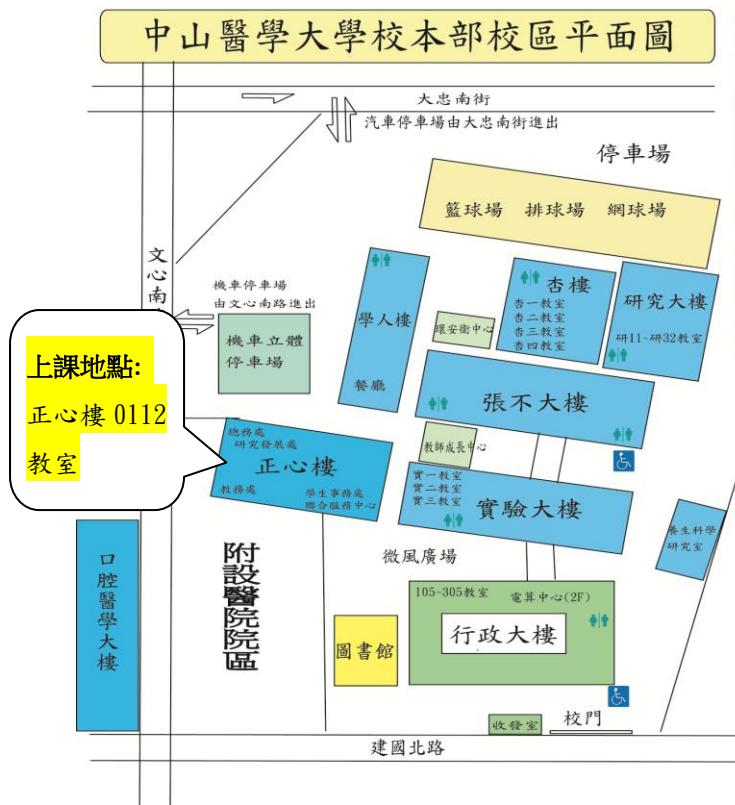 中山醫學大學校本部校區平面圖
大忠南街
汽車停車場由大忠南街進出
停車場
籃球場 排球場 網球場
文心南
機車停車場
由文心南路進出
機車立體
停車場
學人樓
餐廳
環安衛中心
杏樓
杏一教室
杏二教室
杏三教室
杏四教室
研究大樓
研11-研32教室
張不大樓
上課地點:
正心樓 0112
教室
總務處
研究發展處
正心樓
教務處
學生事務處
聯合服務中心
教師成長中心
實一教室
實二教室
實三教室
實驗大樓
養生科學
研究室
口腔醫學大樓
附設醫院院區
微風廣場
圖書館
105~305教室 電算中心(2F)
行政大樓
收發室
校門
建國北路